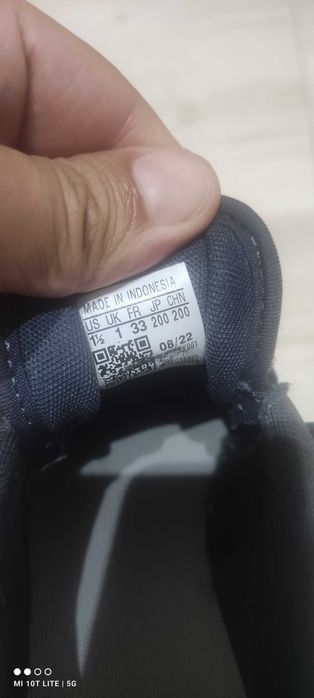 MADE IN INDONESIA
US UK FR JP CHN
1½ 1 33 200 200
08/22
MI 10T LITE | 5G